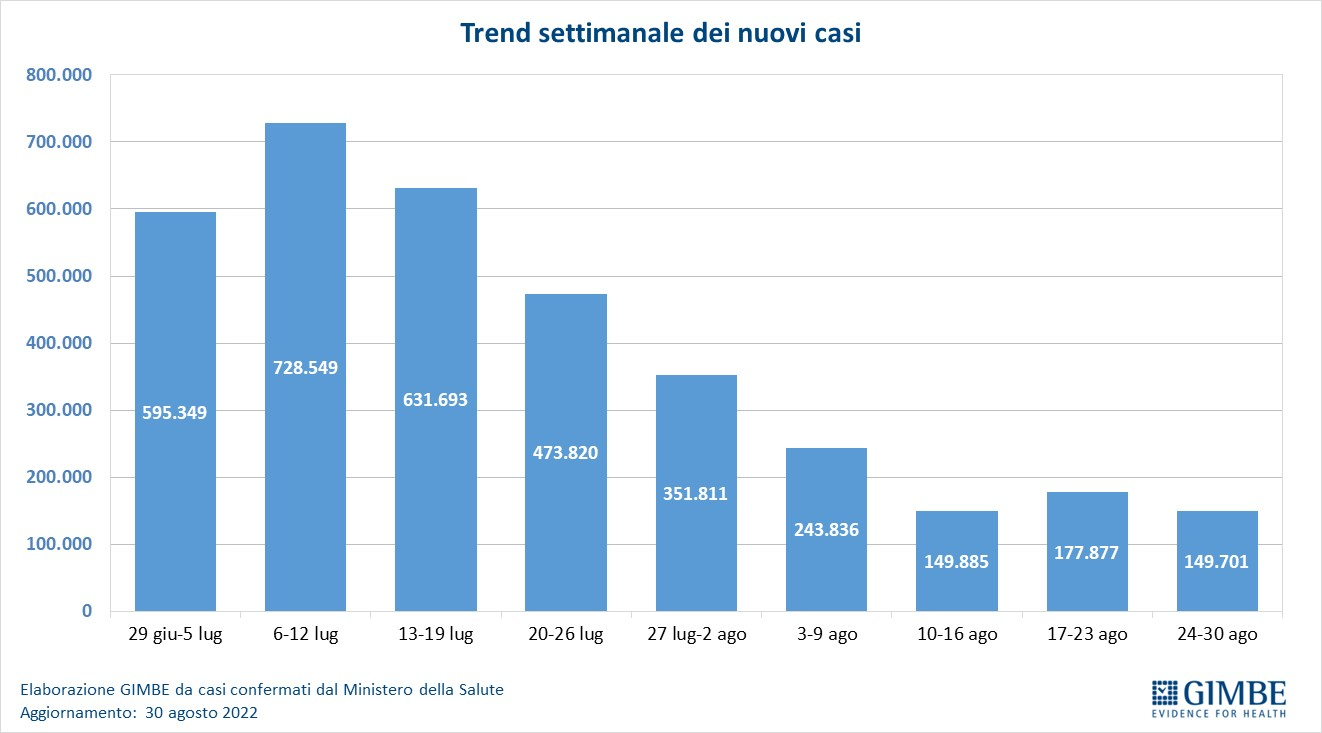 Trend settimanale dei nuovi casi
800.000
700.000
600.000
500.000
400.000
300.000
200.000
100.000
0
595.349
728.549
631.693
473.820
351.811
243.836
149.885
177.877
149.701
29 giu-5 lug
6-12 lug
13-19 lug
20-26 lug
27 lug-2 ago
3-9 ago
10-16 ago
17-23 ago
24-30 ago
Elaborazione GIMBE da casi confermati dal Ministero della Salute
Aggiornamento: 30 agosto 2022
GIMBE
EVIDENCE FOR HEALTH